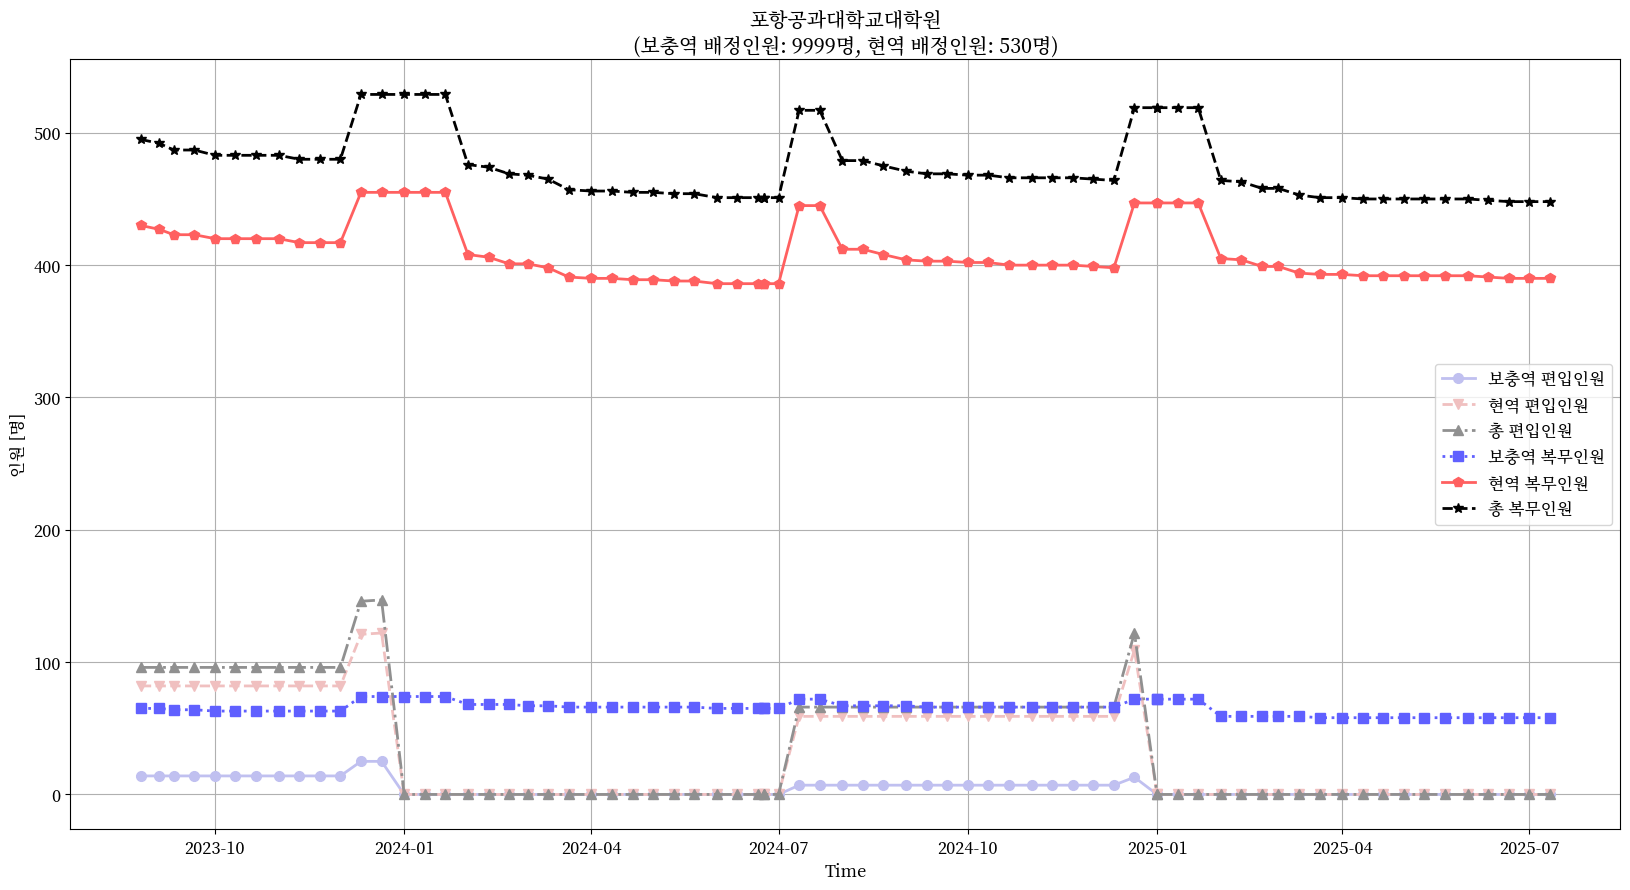 포항공과대학교대학원
(보충역 배정인원: 9999명, 현역 배정인원: 530명)
인원 [명]
500
400
300
200
100
0
보충역 편입인원
현역 편입인원
총 편입인원
보충역 복무인원
현역 복무인원
총 복무인원
2023-10
2024-01
2024-04
2024-07
2024-10
2025-01
2025-04
2025-07
Time